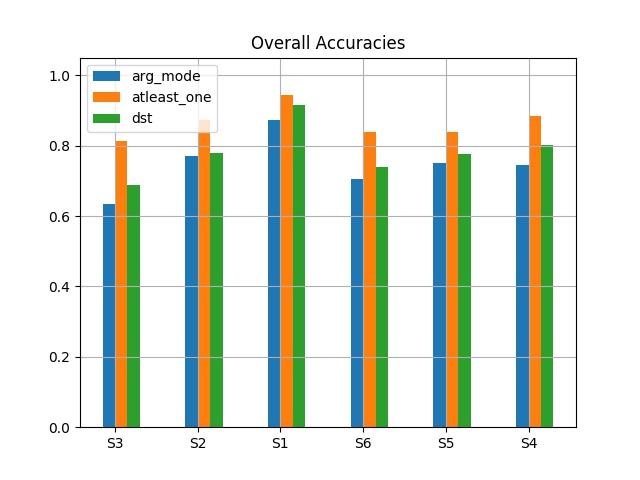 Overall Accuracies
1.0
0.8
0.6
0.4
0.2
0.0
arg_mode
atleast_one
dst
S3 S2 S1 S6 S5 S4